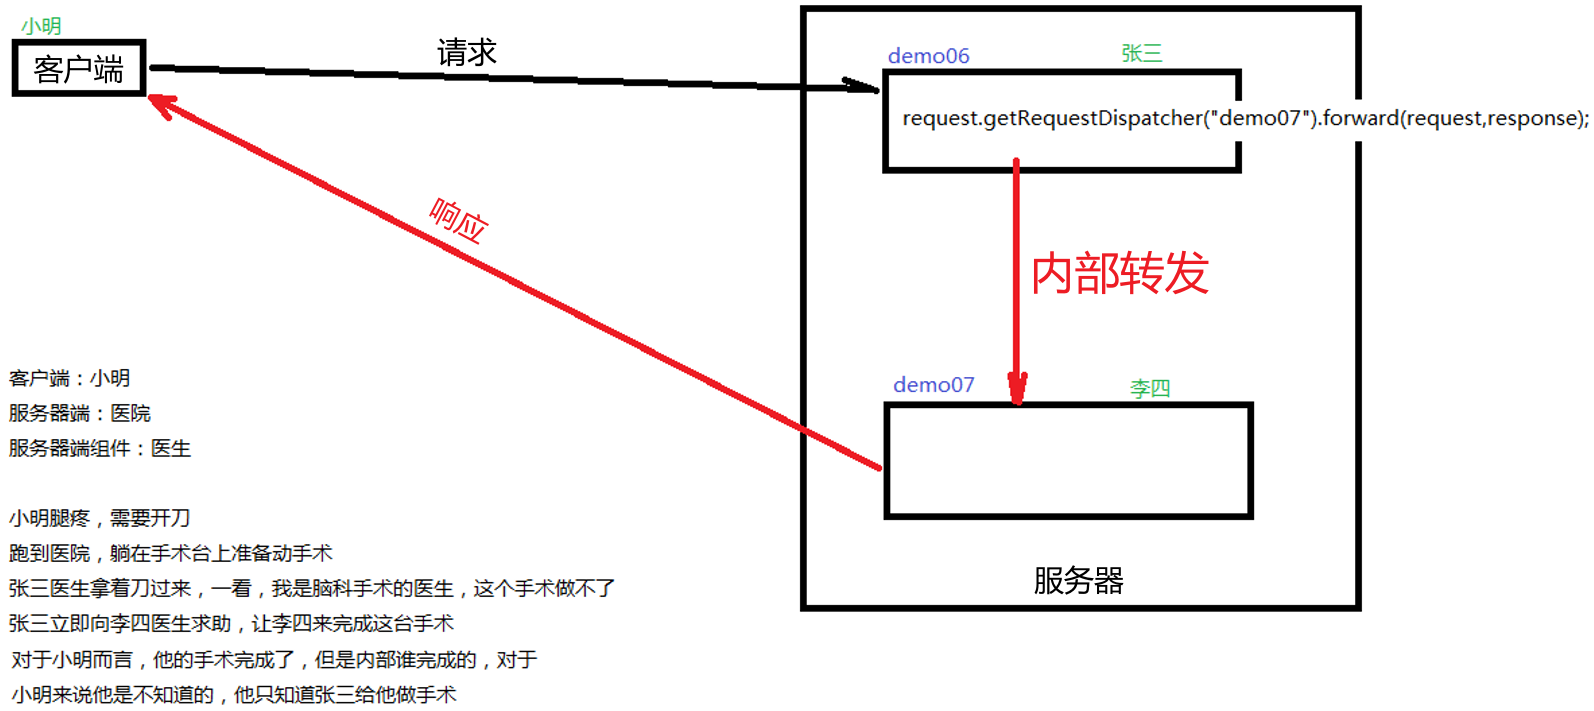 小明
客户端
请求
demo06
张三
request.getRequestDispatcher("demo07").forward(request,response);
响应
内部转发
demo07
李四
服务器
客户端：小明
服务器端：医院
服务器端组件：医生
小明腿疼，需要开刀
跑到医院，躺在手术台上准备动手术
张三医生拿着刀过来，一看，我是脑科手术的医生，这个手术做不了
张三立即向李四医生求助，让李四来完成这台手术
对于小明而言，他的手术完成了，但是内部谁完成的，对于
小明来说他是不知道的，他只知道张三给他做手术